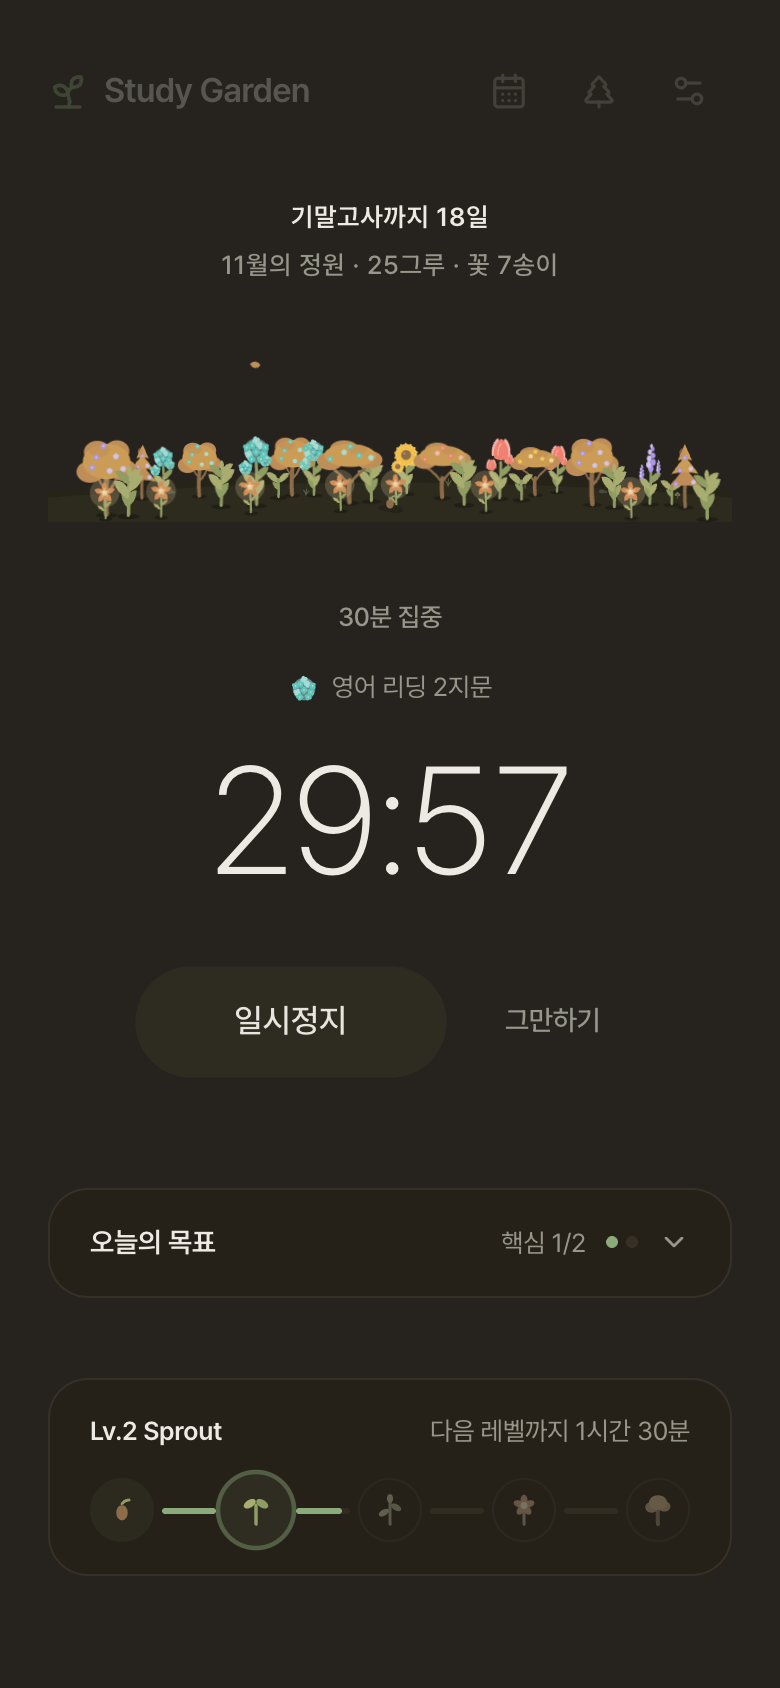 Study Garden
기말고사까지 18일
11월의 정원 · 25그루 · 꽃 7송이
30분 집중
영어 리딩 2지문
29:57
일시정지
그만하기
오늘의 목표
핵심 1/2
Lv.2 Sprout
다음 레벨까지 1시간 30분